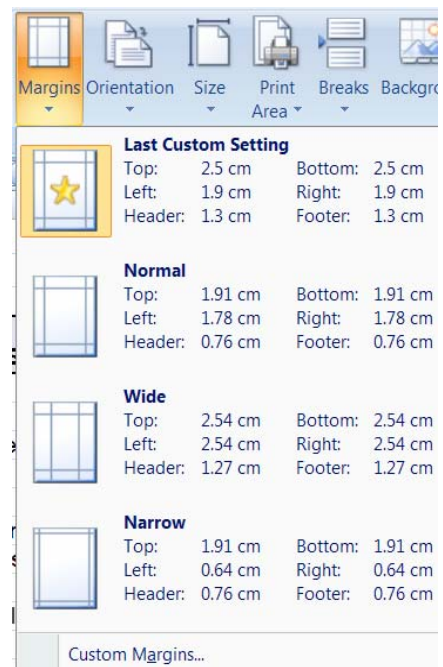 Margins Orientation Size Print Area Breaks Backgro
Last Custom Setting
Top: 2.5 cm Bottom: 2.5 cm
Left: 1.9 cm Right: 1.9 cm
Header: 1.3 cm Footer: 1.3 cm
Normal
Top: 1.91 cm Bottom: 1.91 cm
Left: 1.78 cm Right: 1.78 cm
Header: 0.76 cm Footer: 0.76 cm
Wide
Top: 2.54 cm Bottom: 2.54 cm
Left: 2.54 cm Right: 2.54 cm
Header: 1.27 cm Footer: 1.27 cm
Narrow
Top: 1.91 cm Bottom: 1.91 cm
Left: 0.64 cm Right: 0.64 cm
Header: 0.76 cm Footer: 0.76 cm
Custom Margins...